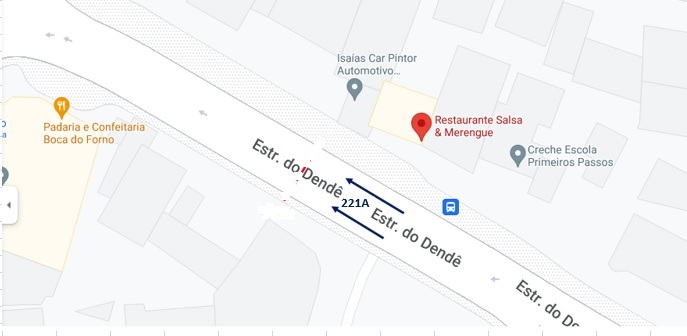 Isaías Car Pintor
Automotivo...
Restaurante Salsa
& Merengue
Padaria e Confeitaria
Boca do Forno
Creche Escola
Primeiros Passos
Estr. do Dendê
221A
Estr. do Dendê
Estr. do De